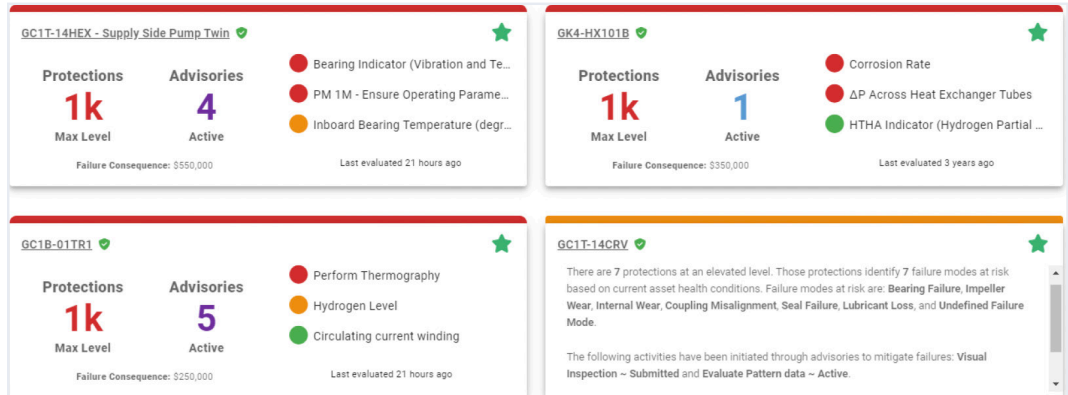 GC1T-14HEX - Supply Side Pump Twin
Protections
1k
Max Level
Advisories
4
Active
Failure Consequence: $550,000
Bearing Indicator (Vibration and Te...
PM 1M - Ensure Operating Parame...
Inboard Bearing Temperature (degr...
Last evaluated 21 hours ago
GK4-HX101B
Protections
1k
Max Level
Advisories
1
Active
Failure Consequence: $350,000
Corrosion Rate
ΔP Across Heat Exchanger Tubes
HTHA Indicator (Hydrogen Partial ...
Last evaluated 3 years ago
GC1B-01TR1
Protections
1k
Max Level
Advisories
5
Active
Failure Consequence: $250,000
Perform Thermography
Hydrogen Level
Circulating current winding
Last evaluated 21 hours ago
GC1T-14CRV
There are 7 protections at an elevated level. Those protections identify 7 failure modes at risk
based on current asset health conditions. Failure modes at risk are: Bearing Failure, Impeller
Wear, Internal Wear, Coupling Misalignment, Seal Failure, Lubricant Loss, and Undefined Failure
Mode.
The following activities have been initiated through advisories to mitigate failures: Visual
Inspection ~ Submitted and Evaluate Pattern data ~ Active.